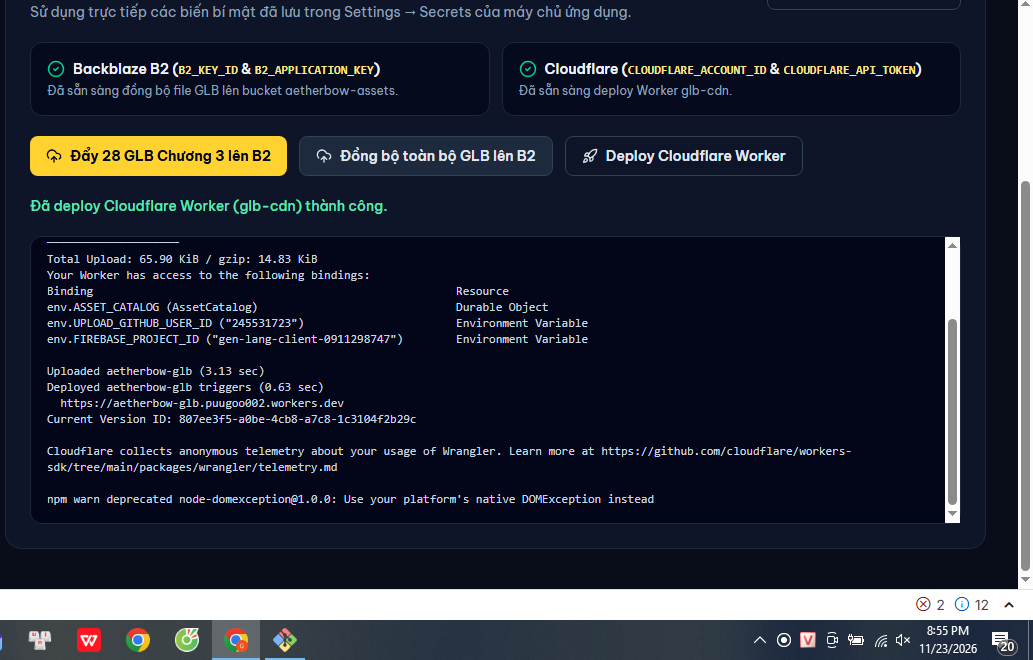 Sử dụng trực tiếp các biến bí mật đã lưu trong Settings → Secrets của máy chủ ứng dụng.
Backblaze B2 (B2_KEY_ID & B2_APPLICATION_KEY)
Đã sẵn sàng đồng bộ file GLB lên bucket aetherbow-assets.
Cloudflare (CLOUDFLARE_ACCOUNT_ID & CLOUDFLARE_API_TOKEN)
Đã sẵn sàng deploy Worker glb-cdn.
Đẩy 28 GLB Chương 3 lên B2
Đồng bộ toàn bộ GLB lên B2
Deploy Cloudflare Worker
Đã deploy Cloudflare Worker (glb-cdn) thành công.
Total Upload: 65.90 KiB / gzip: 14.83 KiB
Your Worker has access to the following bindings:
Binding Resource
env.ASSET_CATALOG (AssetCatalog) Durable Object
env.UPLOAD_GITHUB_USER_ID ("245531723") Environment Variable
env.FIREBASE_PROJECT_ID ("gen-lang-client-0911298747") Environment Variable
Uploaded aetherbow-glb (3.13 sec)
Deployed aetherbow-glb triggers (0.63 sec)
https://aetherbow-glb.puugoo002.workers.dev
Current Version ID: 807ee3f5-a0be-4cb8-a7c8-1c3104f2b29c
Cloudflare collects anonymous telemetry about your usage of Wrangler. Learn more at https://github.com/cloudflare/workers-
sdk/tree/main/packages/wrangler/telemetry.md
npm warn deprecated node-domexception@1.0.0: Use your platform's native DOMException instead
2 12
W
G
V
8:55 PM
11/23/2026
20